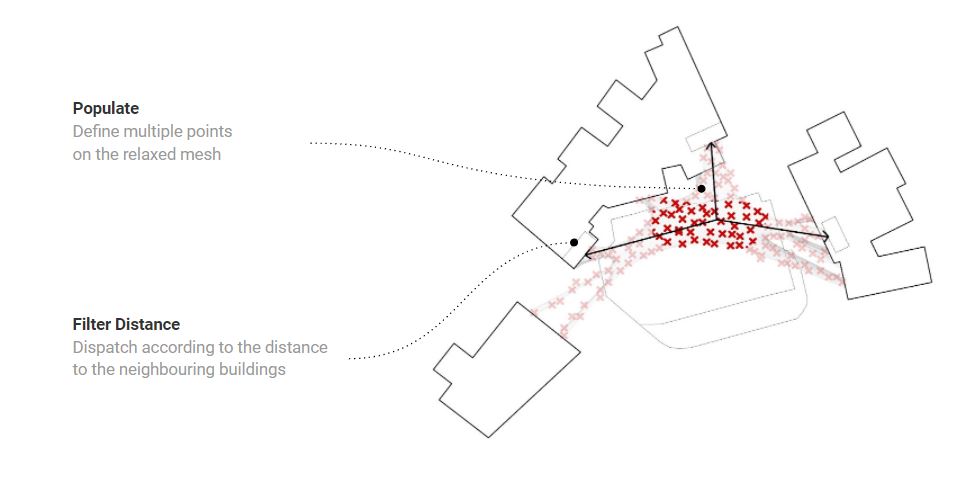 Populate
Define multiple points
on the relaxed mesh
Filter Distance
Dispatch according to the distance
to the neighbouring buildings